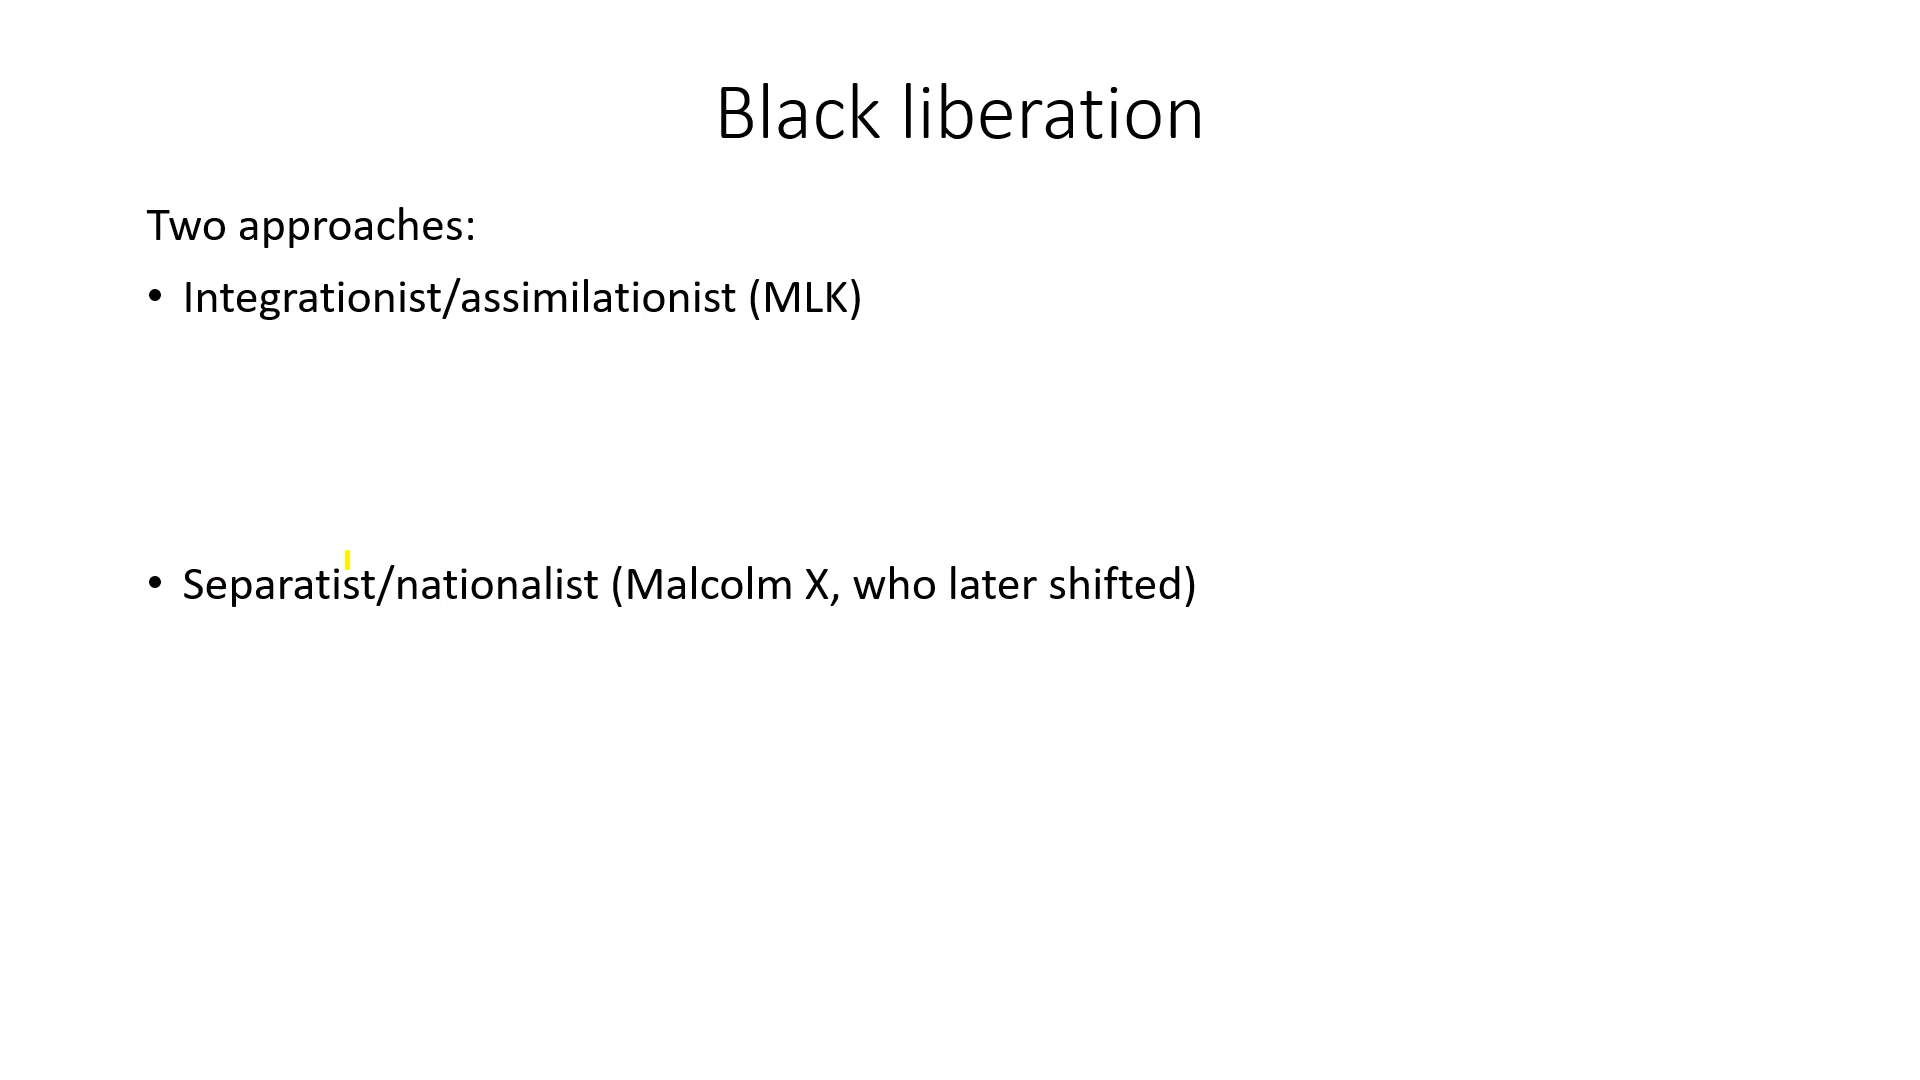 Black liberation
Two approaches:
• Integrationist/assimilationist (MLK)
• Separatist/nationalist (Malcolm X, who later shifted)